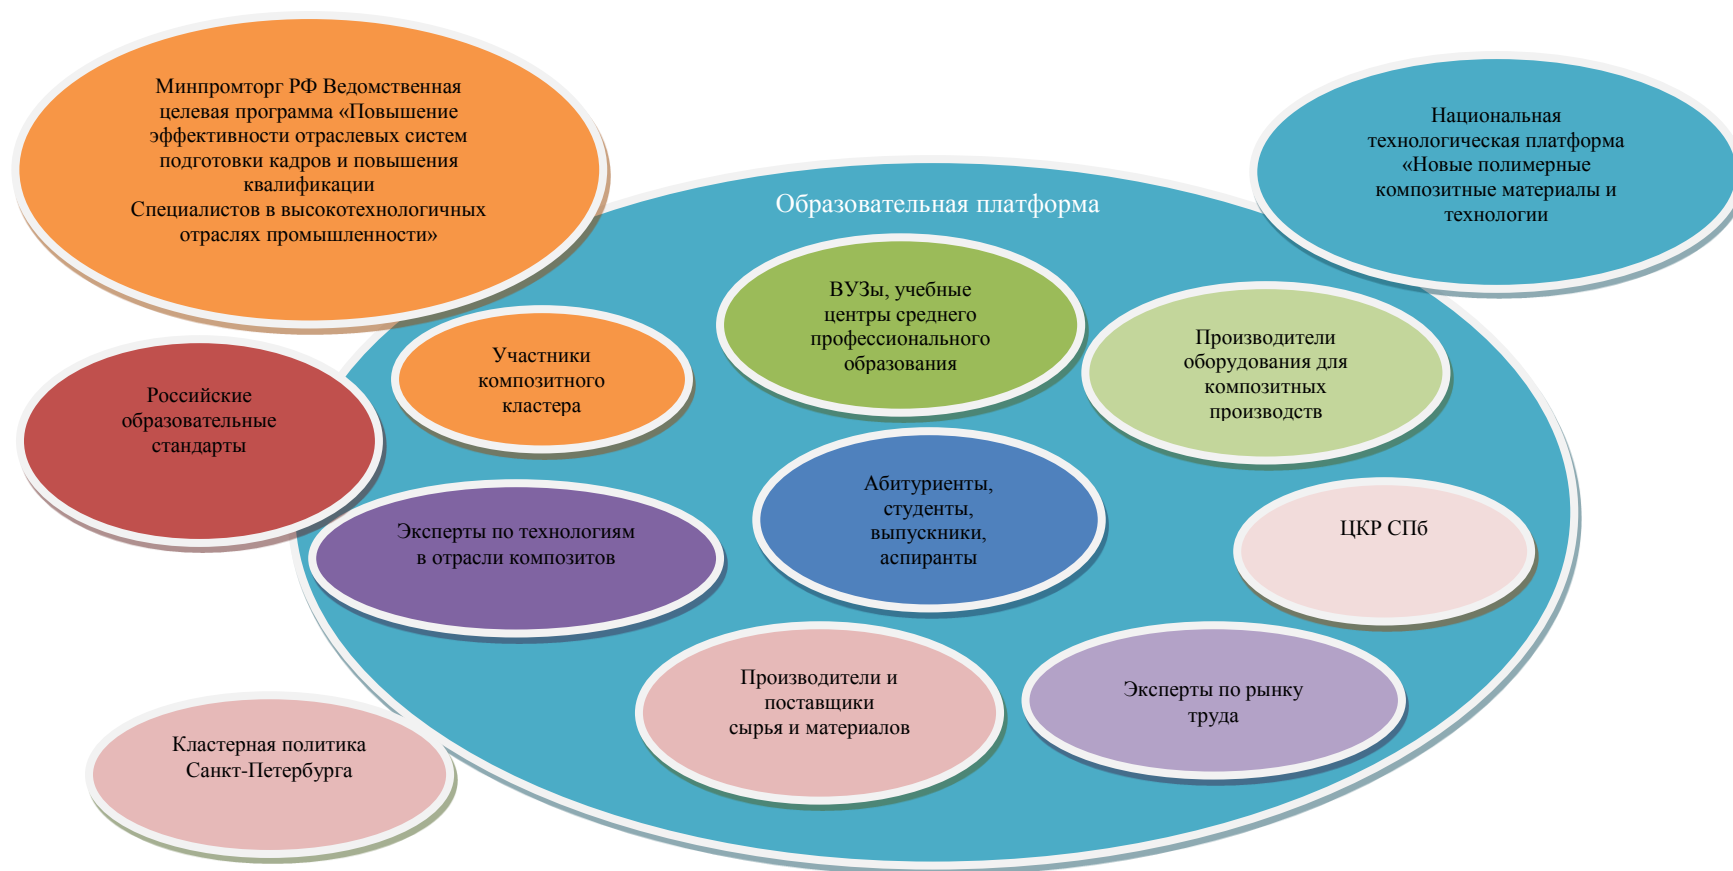 Минпромторг РФ Ведомственная
целевая программа «Повышение
эффективности отраслевых систем
подготовки кадров и повышения
квалификации
Специалистов в высокотехнологичных
отраслях промышленности»
Национальная
технологическая платформа
«Новые полимерные
композитные материалы и
технологии
Образовательная платформа
ВУЗы, учебные
центры среднего
профессионального
образования
Производители
оборудования для
композитных
производств
Участники
композитного
кластера
Российские
образовательные
стандарты
Абитуриенты,
студенты,
выпускники,
аспиранты
Эксперты по технологиям
в отрасли композитов
ЦКР СПб
Производители и
поставщики
сырья и материалов
Эксперты по рынку
труда
Кластерная политика
Санкт-Петербурга